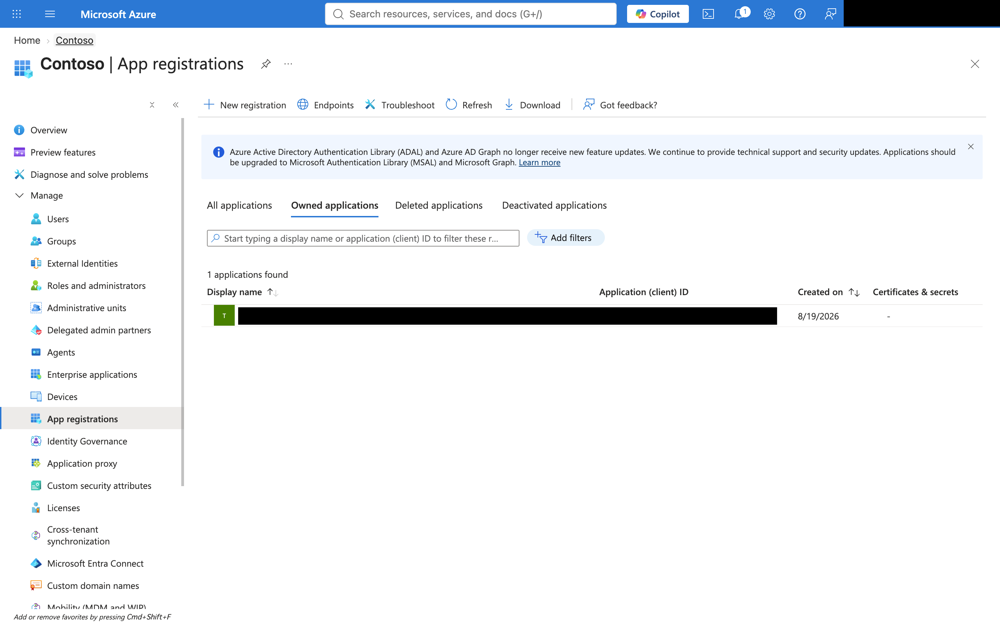 Microsoft Azure
Search resources, services, and docs (G+/)
Copilot
1
Home
Contoso
Contoso | App registrations
New registration
Endpoints
Troubleshoot
Refresh
Download
Got feedback?
Overview
Preview features
Diagnose and solve problems
Manage
Users
Groups
External Identities
Roles and administrators
Administrative units
Delegated admin partners
Agents
Enterprise applications
Devices
App registrations
Identity Governance
Application proxy
Custom security attributes
Licenses
Cross-tenant
synchronization
Microsoft Entra Connect
Custom domain names
Mobility (MDM and WIP)
Add or remove favorites by pressing Cmd+Shift+F
Azure Active Directory Authentication Library (ADAL) and Azure AD Graph no longer receive new feature updates. We continue to provide technical support and security updates. Applications should
be upgraded to Microsoft Authentication Library (MSAL) and Microsoft Graph. Learn more
All applications
Owned applications
Deleted applications
Deactivated applications
Start typing a display name or application (client) ID to filter these r...
Add filters
1 applications found
Display name
Application (client) ID
Created on
Certificates & secrets
T
8/19/2026
-